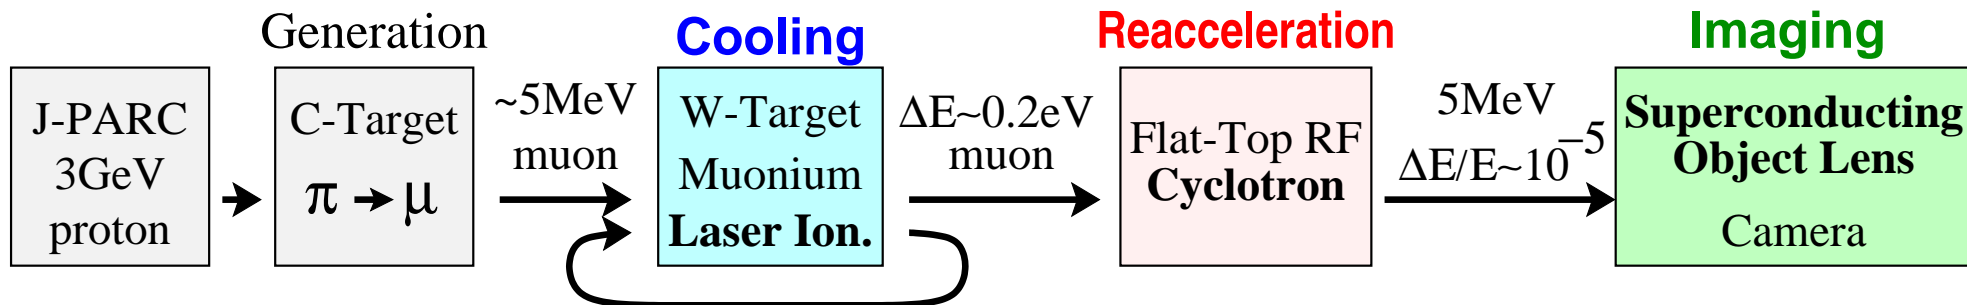 Generation
Cooling
Reacceleration
Imaging
J-PARC
3GeV
proton
C-Target
π → μ
~5MeV
muon
W-Target
Muonium
Laser Ion.
ΔE~0.2eV
muon
Flat-Top RF
Cyclotron
5MeV
ΔE/E~10⁻⁵
Superconducting
Object Lens
Camera